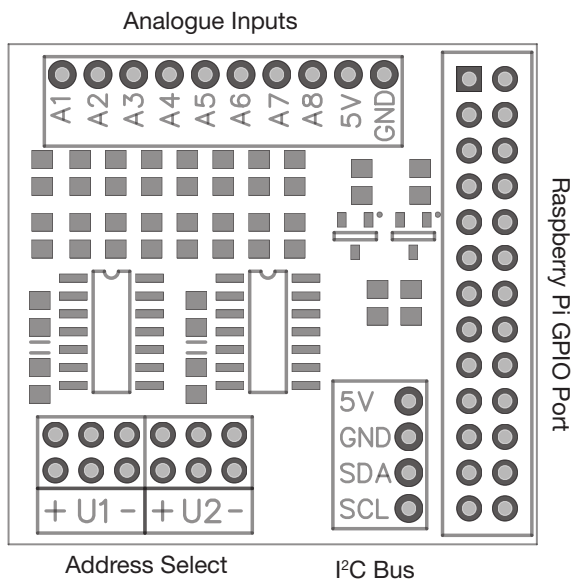 Analogue Inputs
A1 A2 A3 A4 A5 A6 A7 A8 5V GND
Raspberry Pi GPIO Port
5V
GND
SDA
SCL
+ U1 - + U2 -
Address Select
I²C Bus